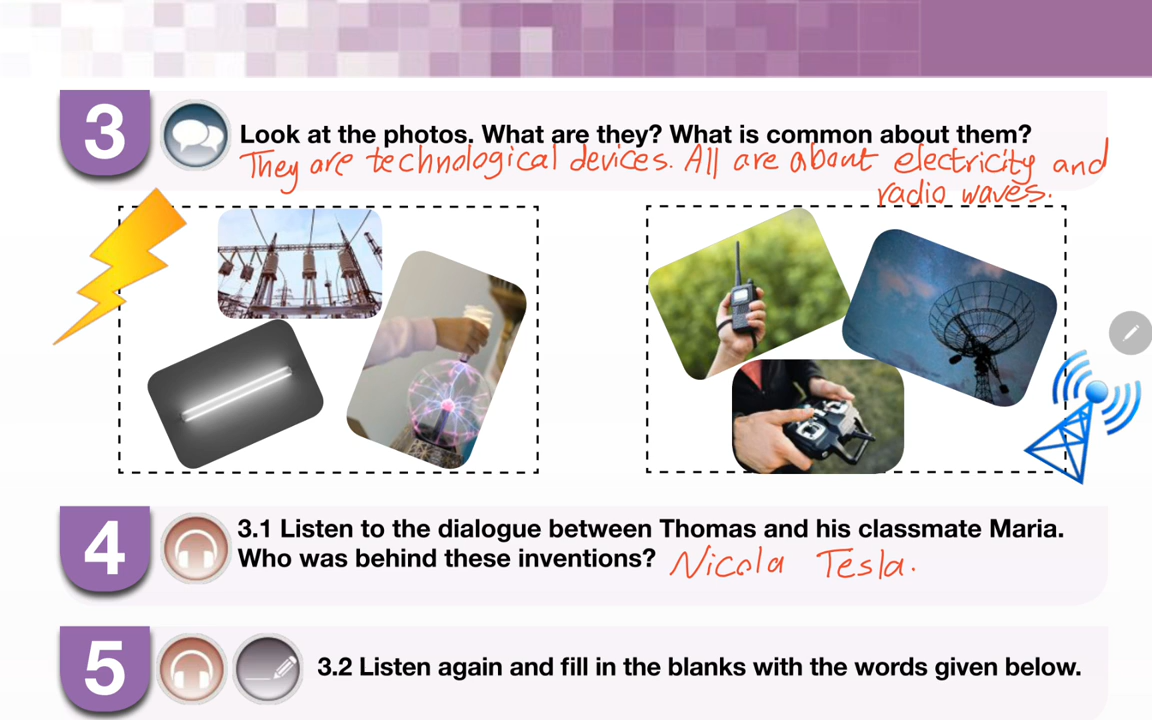 3
Look at the photos. What are they? What is common about them?
They are technological devices. All are about electricity and
radio waves.
4
3.1 Listen to the dialogue between Thomas and his classmate Maria.
Who was behind these inventions? Nicola Tesla.
5
3.2 Listen again and fill in the blanks with the words given below.